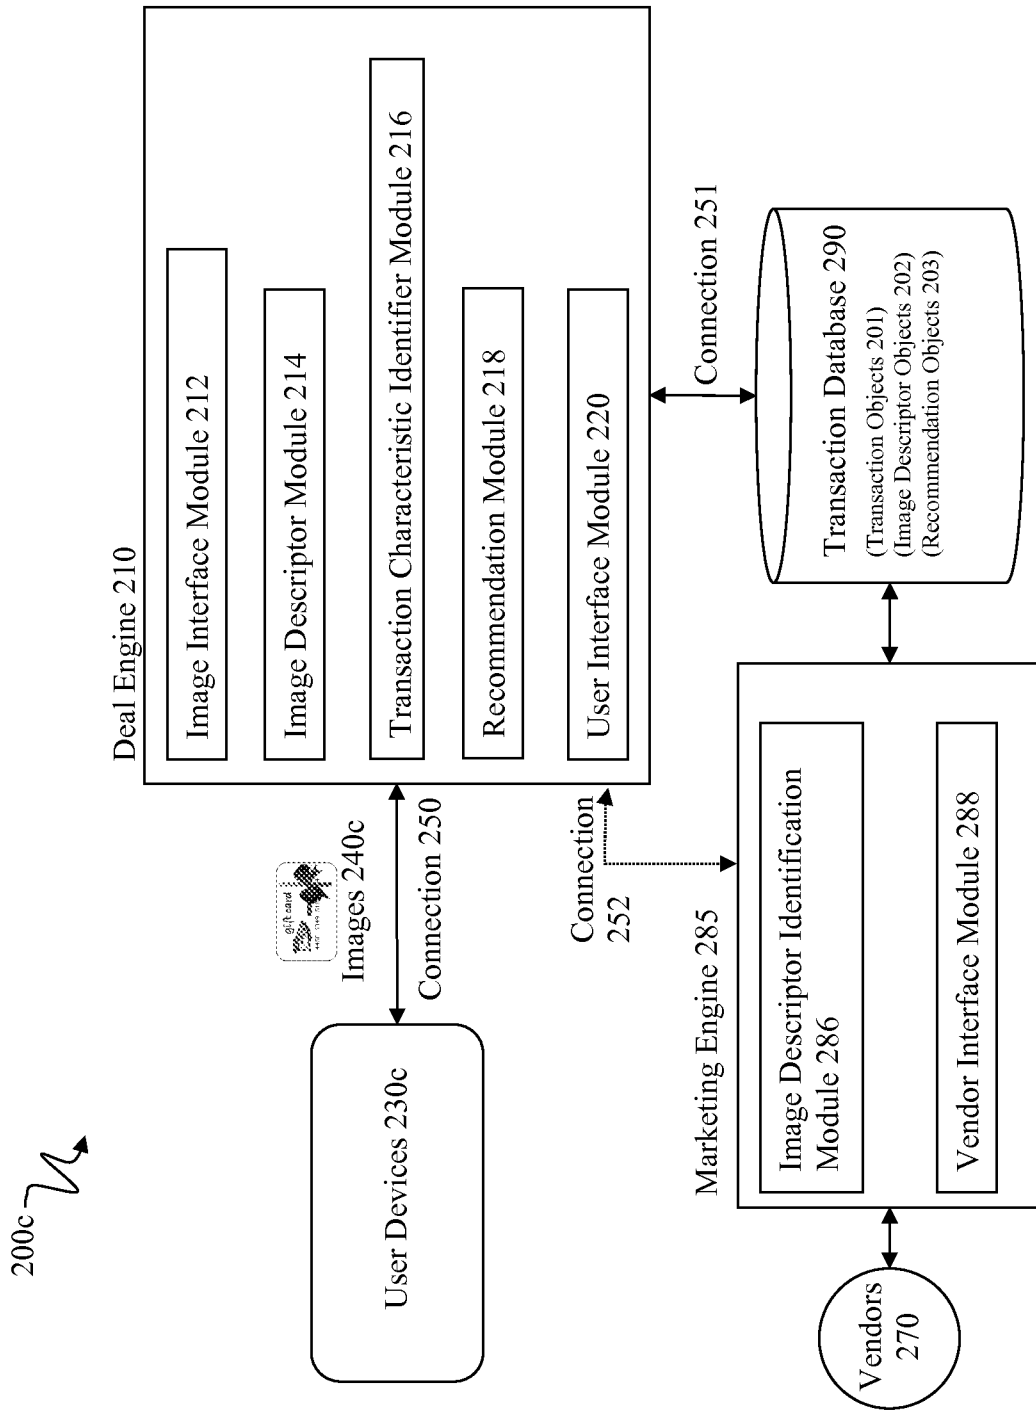 200c
Deal Engine 210
Image Interface Module 212
Image Descriptor Module 214
Transaction Characteristic Identifier Module 216
Recommendation Module 218
User Interface Module 220
gift card
Images 240c
Connection 250
User Devices 230c
Connection
252
Connection 251
Marketing Engine 285
Image Descriptor Identification
Module 286
Vendor Interface Module 288
Transaction Database 290
(Transaction Objects 201)
(Image Descriptor Objects 202)
(Recommendation Objects 203)
Vendors
270